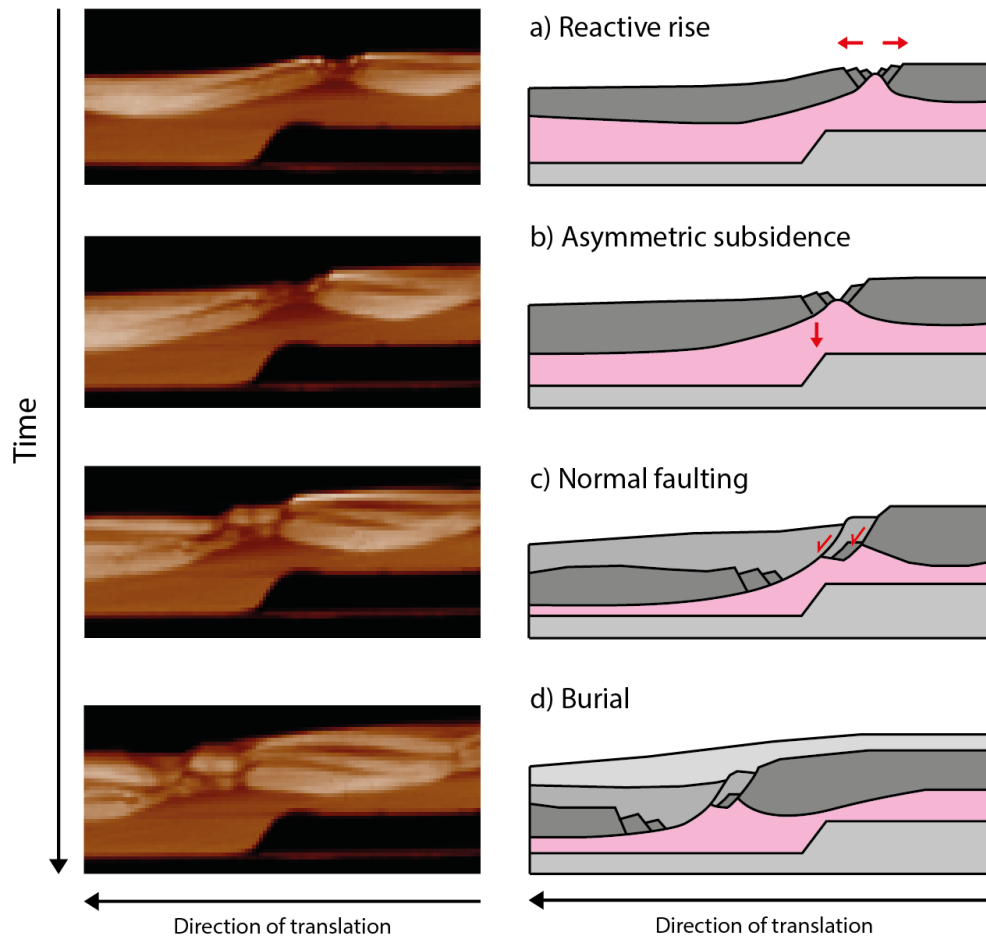 Time
a) Reactive rise
b) Asymmetric subsidence
c) Normal faulting
d) Burial
Direction of translation
Direction of translation